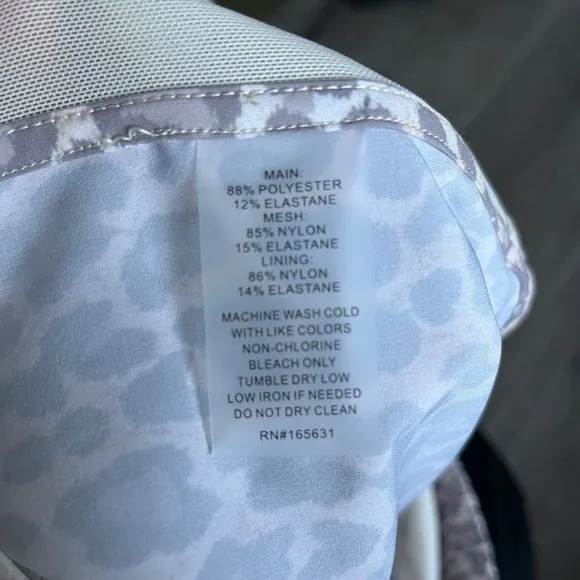 MAIN:
88% POLYESTER
12% ELASTANE
MESH:
85% NYLON
15% ELASTANE
LINING:
86% NYLON
14% ELASTANE
MACHINE WASH COLD
WITH LIKE COLORS
NON-CHLORINE
BLEACH ONLY
TUMBLE DRY LOW
LOW IRON IF NEEDED
DO NOT DRY CLEAN
RN#165631